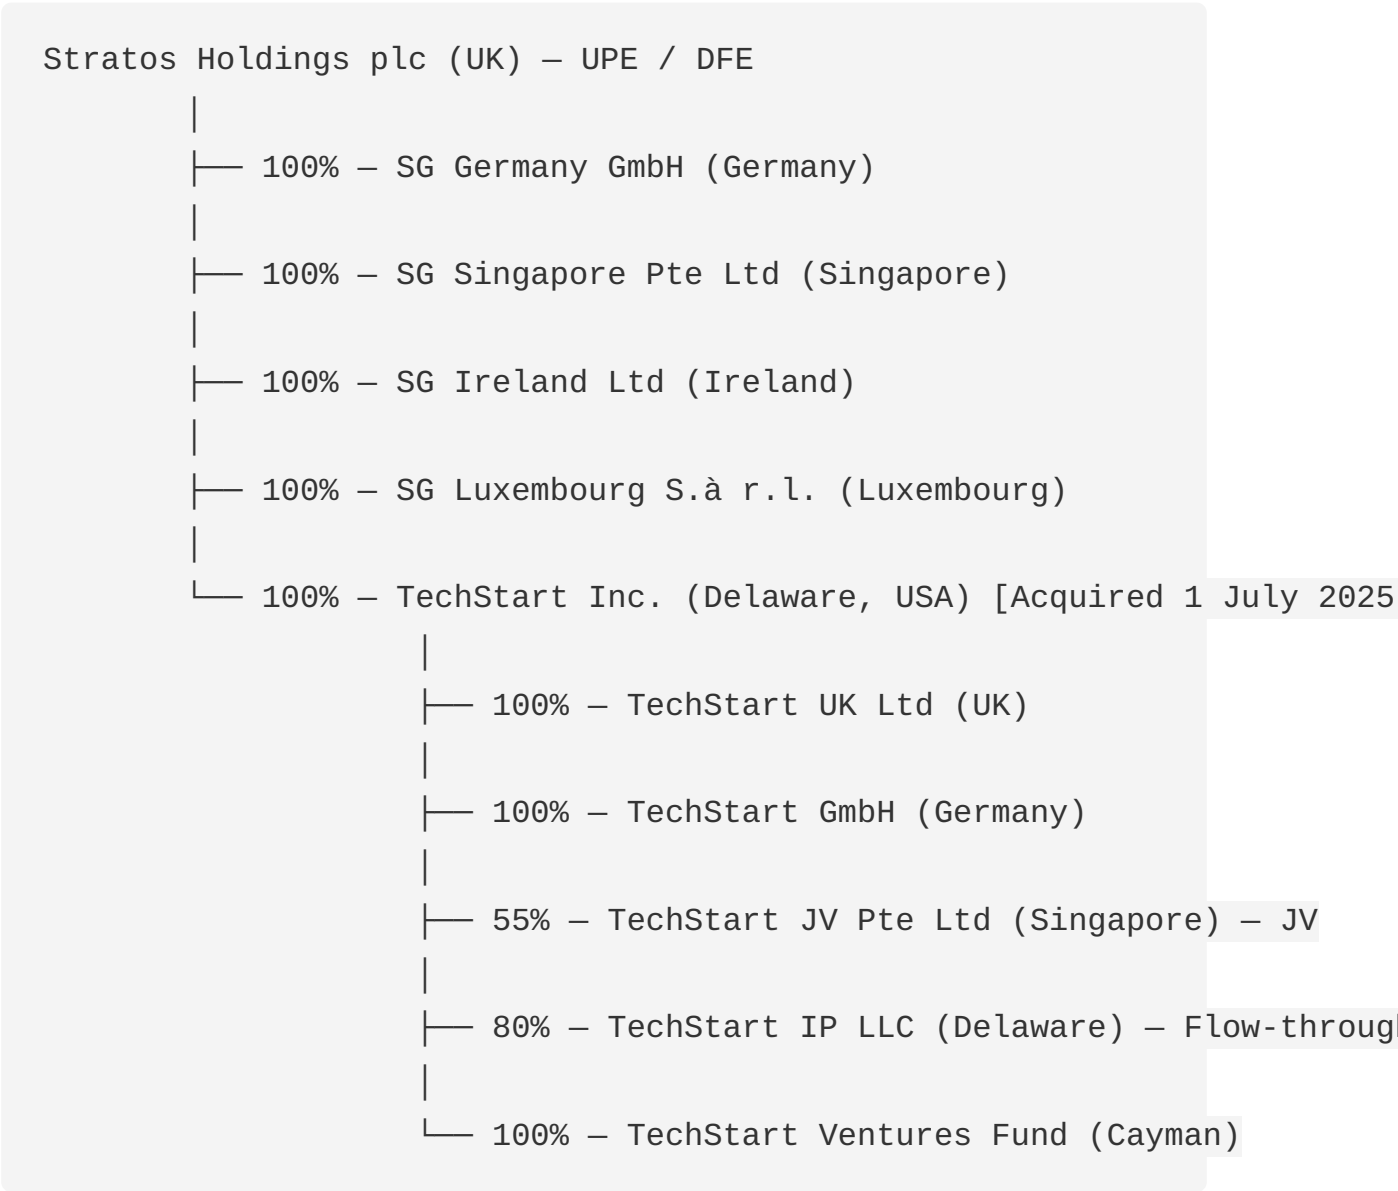 Stratos Holdings plc (UK) — UPE / DFE
│
├── 100% — SG Germany GmbH (Germany)
│
├── 100% — SG Singapore Pte Ltd (Singapore)
│
├── 100% — SG Ireland Ltd (Ireland)
│
├── 100% — SG Luxembourg S.à r.l. (Luxembourg)
│
└── 100% — TechStart Inc. (Delaware, USA) [Acquired 1 July 2025
│
├── 100% — TechStart UK Ltd (UK)
│
├── 100% — TechStart GmbH (Germany)
│
├── 55% — TechStart JV Pte Ltd (Singapore) — JV
│
├── 80% — TechStart IP LLC (Delaware) — Flow-through
│
└── 100% — TechStart Ventures Fund (Cayman)